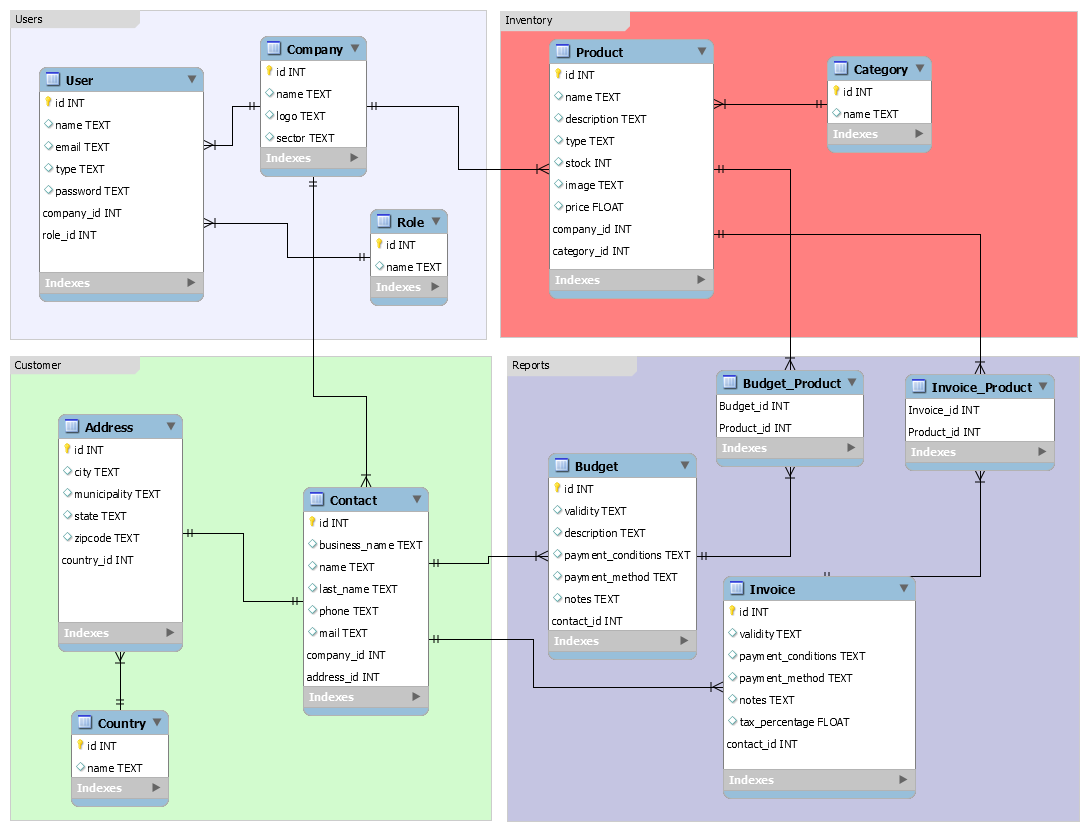 Users
User
id INT
name TEXT
email TEXT
type TEXT
password TEXT
company_id INT
role_id INT
Indexes
Company
id INT
name TEXT
logo TEXT
sector TEXT
Indexes
Role
id INT
name TEXT
Indexes
Inventory
Product
id INT
name TEXT
description TEXT
type TEXT
stock INT
image TEXT
price FLOAT
company_id INT
category_id INT
Indexes
Category
id INT
name TEXT
Indexes
Customer
Address
id INT
city TEXT
municipality TEXT
state TEXT
zipcode TEXT
country_id INT
Indexes
Country
id INT
name TEXT
Indexes
Contact
id INT
business_name TEXT
name TEXT
last_name TEXT
phone TEXT
mail TEXT
company_id INT
address_id INT
Indexes
Reports
Budget_Product
Budget_id INT
Product_id INT
Indexes
Invoice_Product
Invoice_id INT
Product_id INT
Indexes
Budget
id INT
validity TEXT
description TEXT
payment_conditions TEXT
payment_method TEXT
notes TEXT
contact_id INT
Indexes
Invoice
id INT
validity TEXT
payment_conditions TEXT
payment_method TEXT
notes TEXT
tax_percentage FLOAT
contact_id INT
Indexes